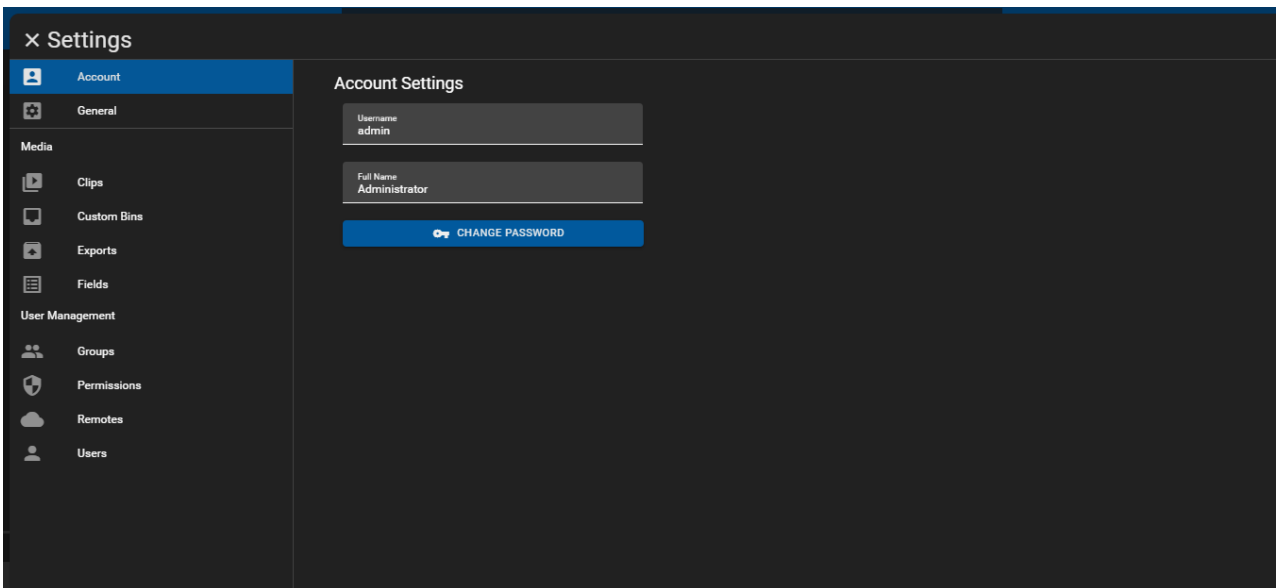 Settings
Account
General
Media
Clips
Custom Bins
Exports
Fields
User Management
Groups
Permissions
Remotes
Users
Account Settings
Username
admin
Full Name
Administrator
CHANGE PASSWORD